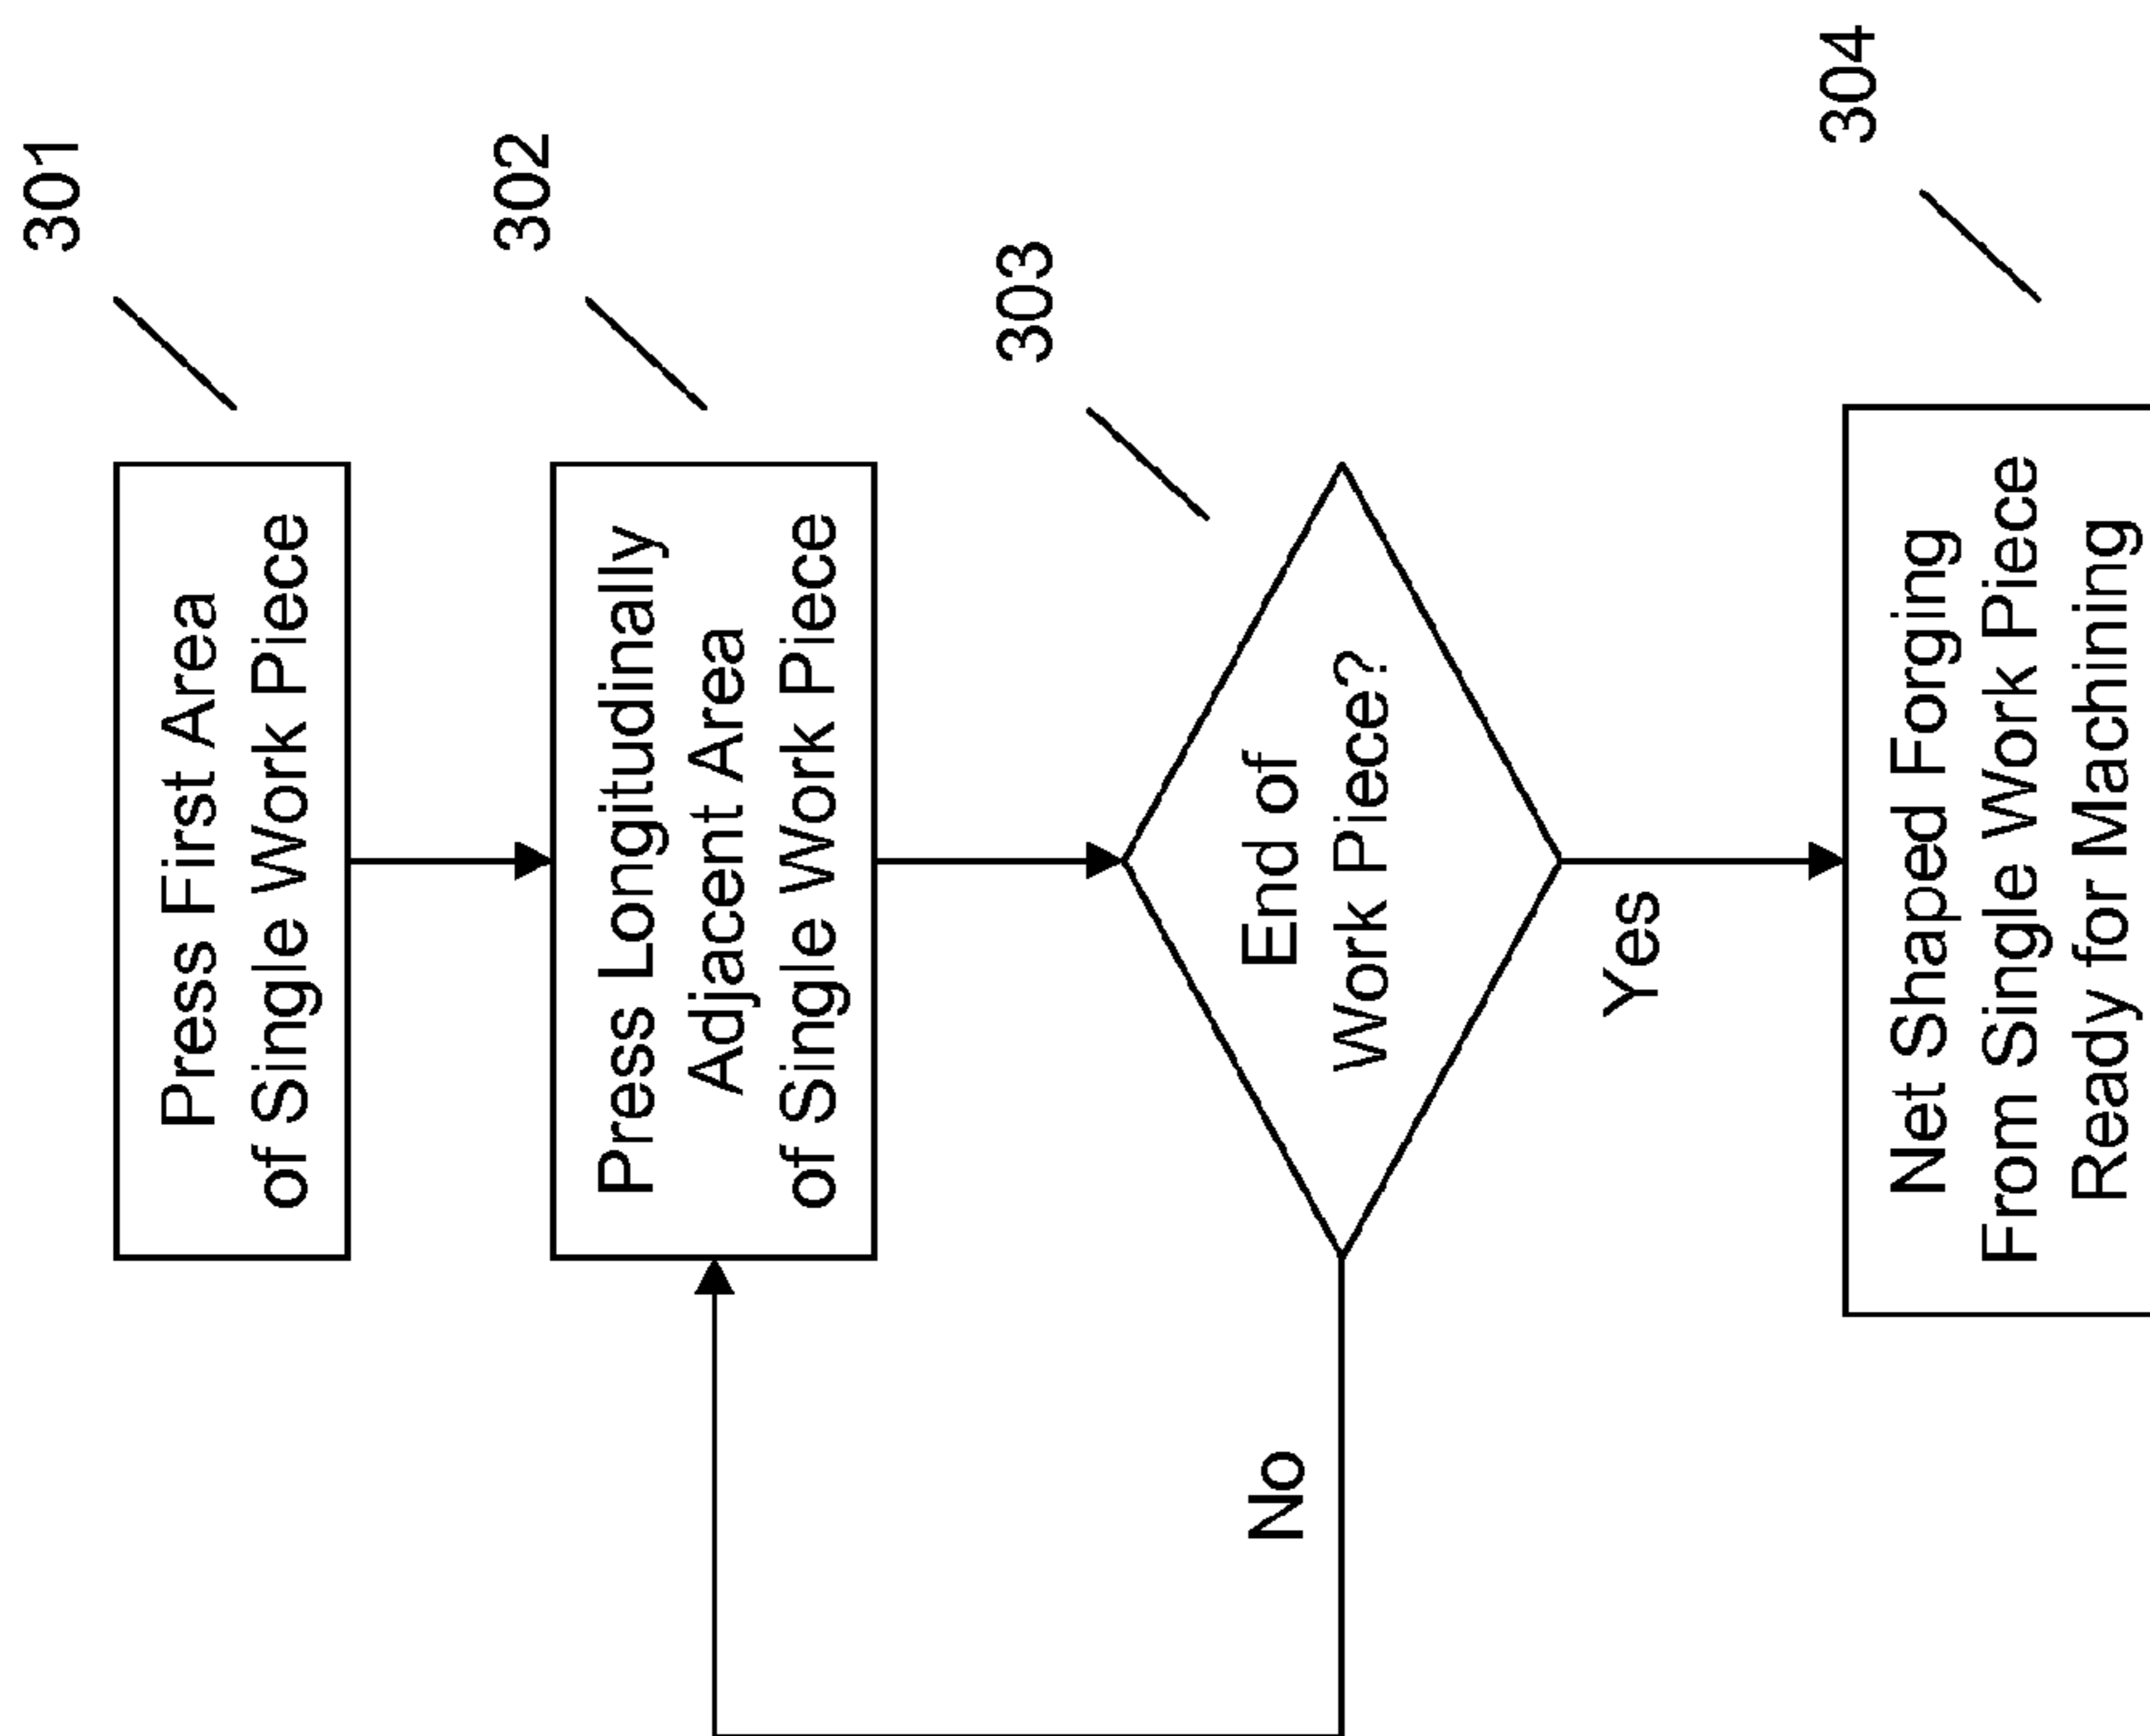 301
Press First Area
of Single Work Piece
302
Press Longitudinally
Adjacent Area
of Single Work Piece
303
End of
Work Piece?
No
Yes
304
Net Shaped Forging
From Single Work Piece
Ready for Machining